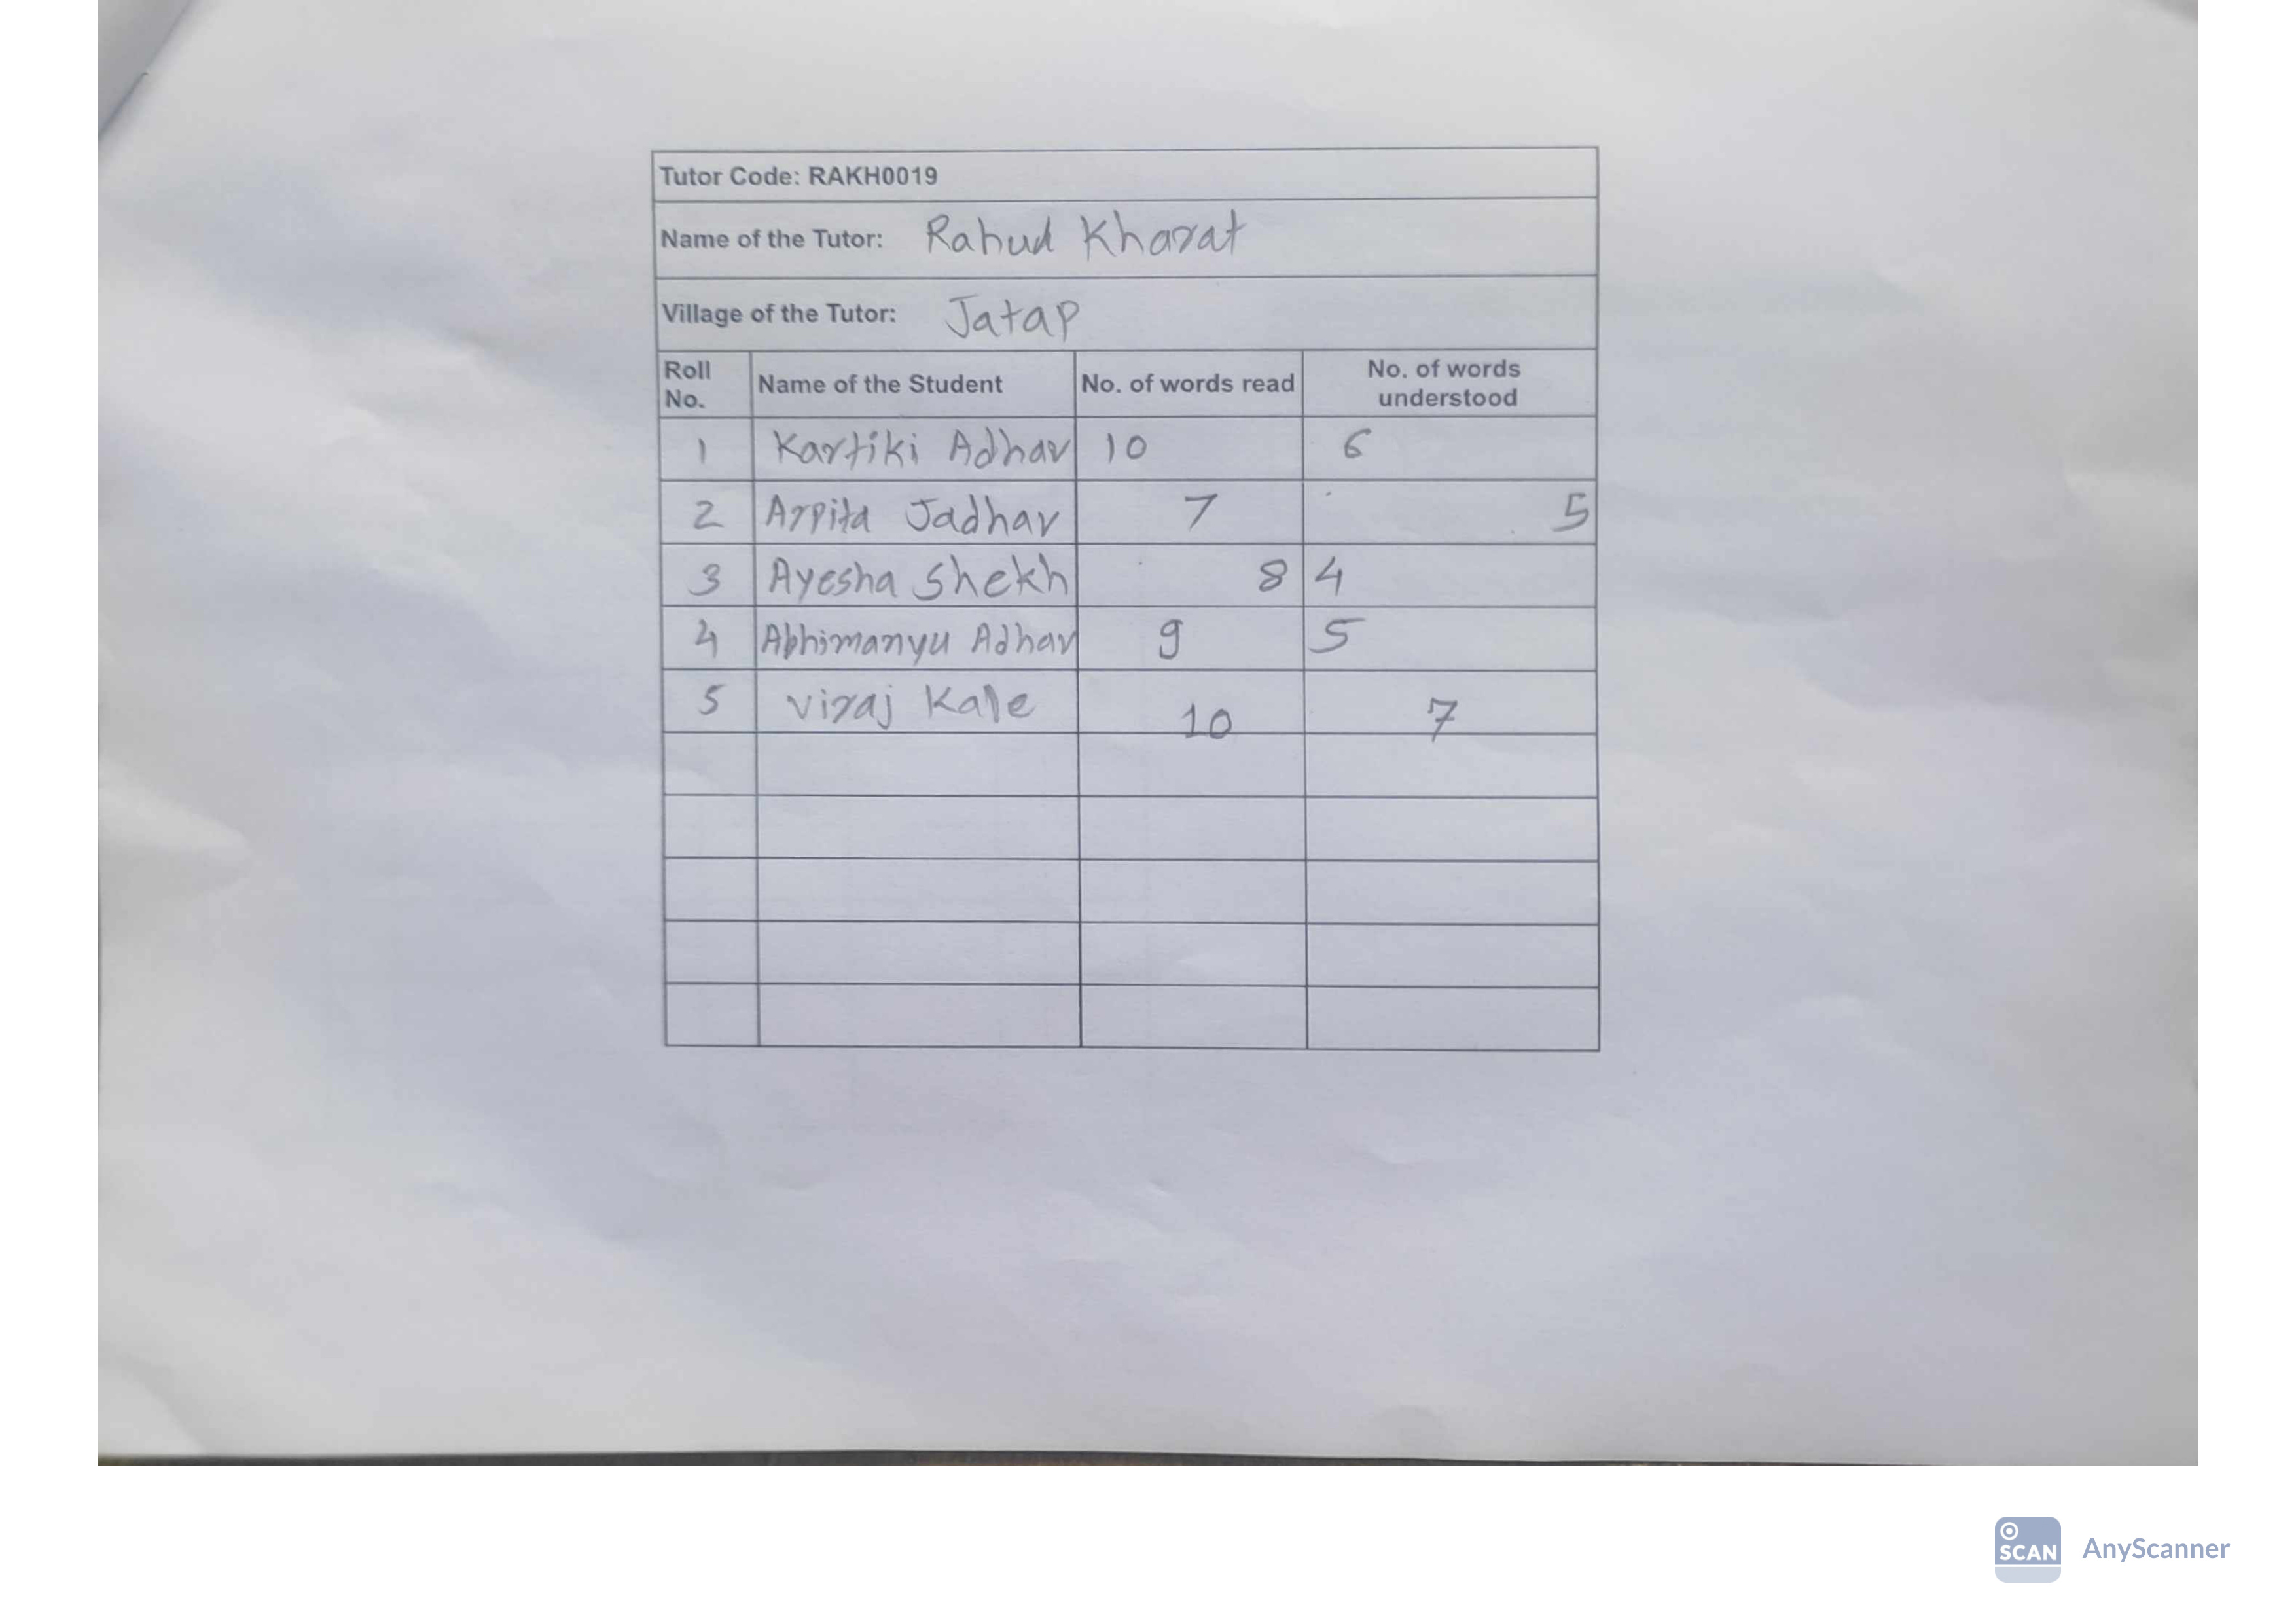 Tutor Code: RAKH0019
Name of the Tutor: Rahud Kharat
Village of the Tutor: Jatap
Roll No. Name of the Student No. of words read No. of words understood
1 Kartiki Adhav 10 6
2 Arpita Jadhav 7 5
3 Ayesha Shekh 8 4
4 Abhimanyu Adhav 9 5
5 viraj Kale 10 7
SCAN AnyScanner